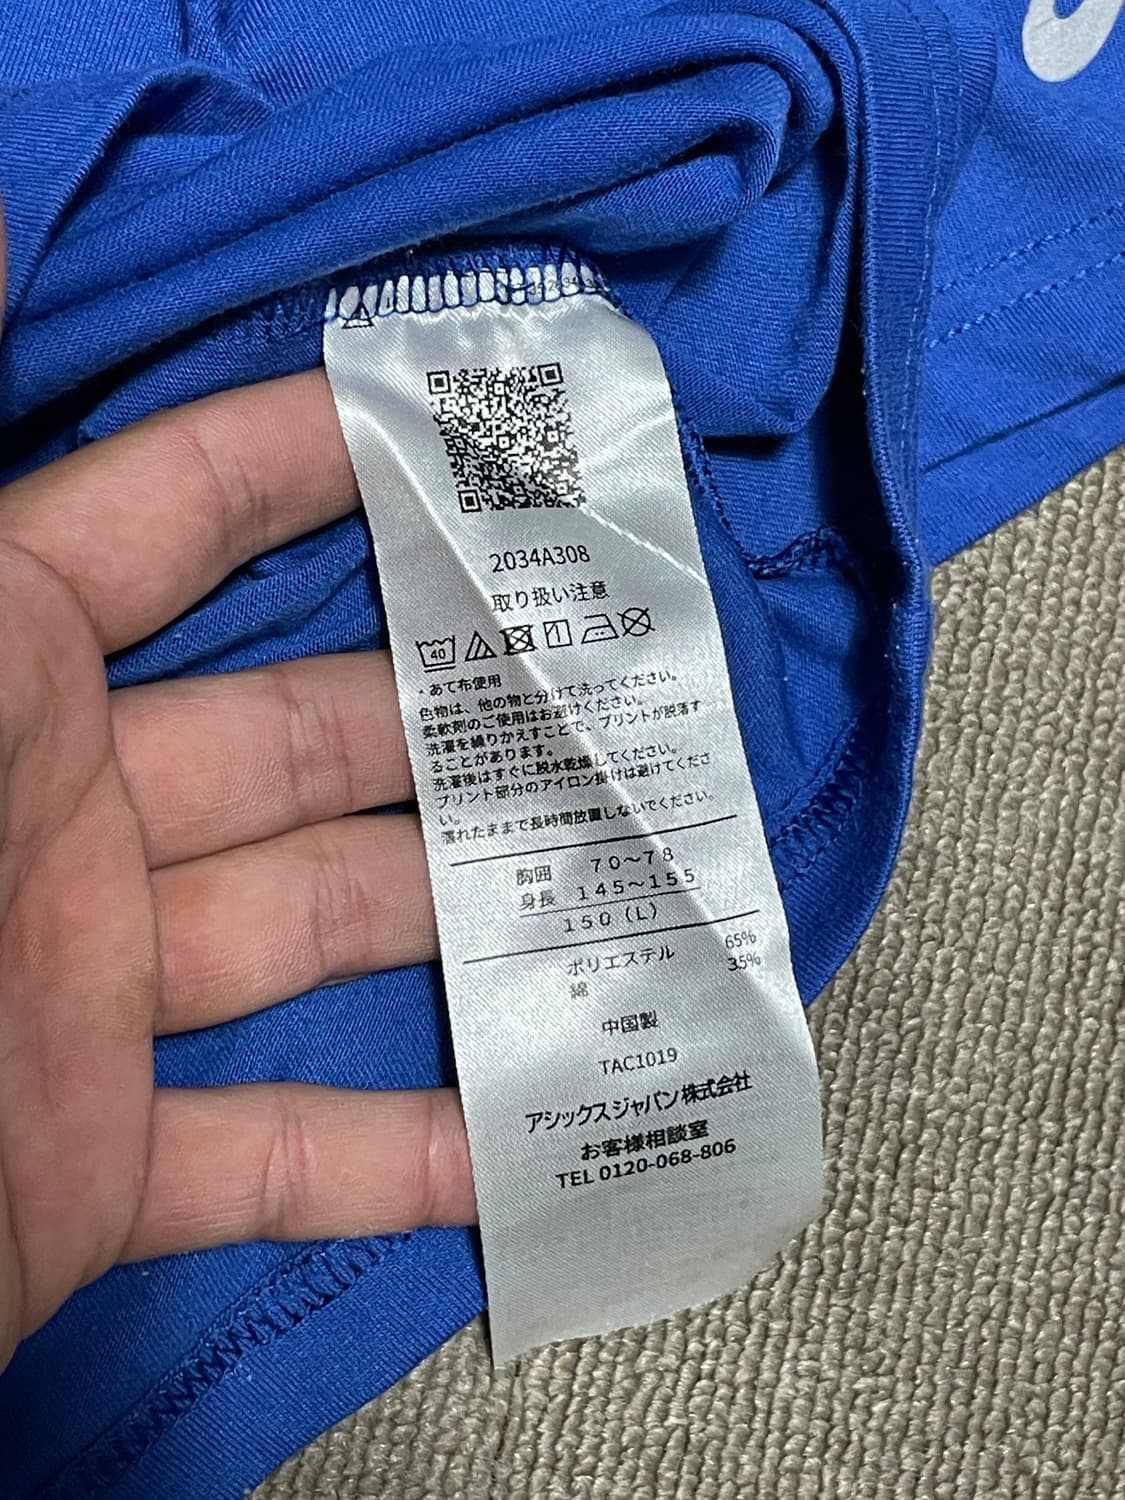 2034A308
取り扱い注意
40
・あて布使用
色物は、他の物と分けて洗ってください。
柔軟剤のご使用はお避けください。
洗濯を繰りかえすことで、プリントが脱落す
ることがあります。
洗濯後はすぐに脱水乾燥してください。
プリント部分のアイロン掛けは避けてくださ
い。
濡れたままで長時間放置しないでください。
胸囲 70～78
身長 145～155
150(L)
ポリエステル 65%
綿 35%
中国製
TAC1019
アシックスジャパン株式会社
お客様相談室
TEL 0120-068-806